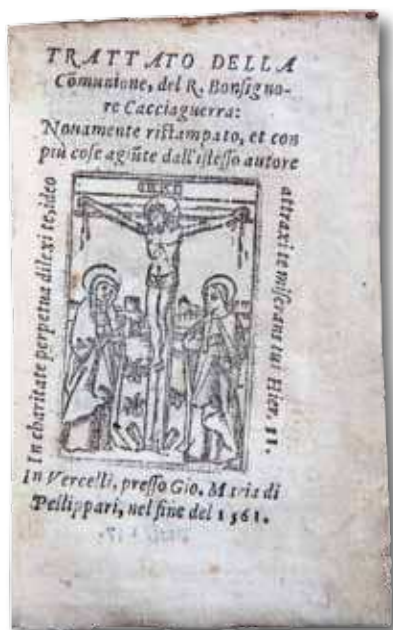 TRATTATO DELLA
Comunione, del R. Bonsigno-
re Cacciaguerra:
Nouamente ristampato, et con
più cose agiũte dall'istesso autore
In charitate perpetua dilexi te, ideo
attraxi te miserans tui Hier.
In Vercelli, presso Gio. Maria di
Pellippari, nel fine del 1561.